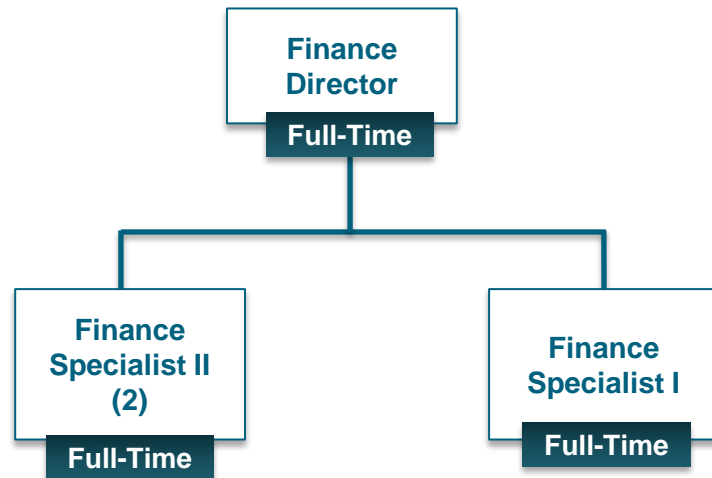 Finance
Director
Full-Time
Finance
Specialist II
(2)
Full-Time
Finance
Specialist I
Full-Time